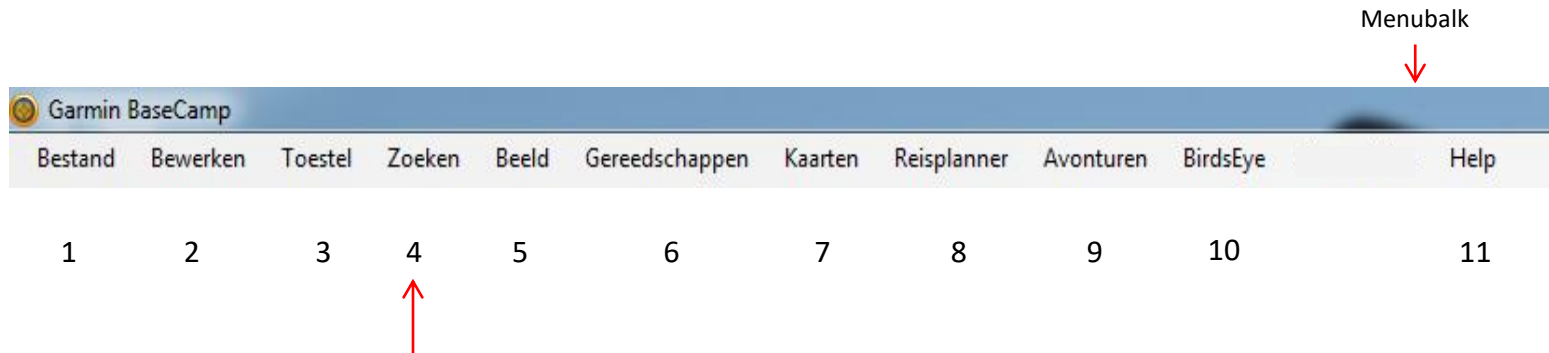 Menubalk
Garmin BaseCamp
Bestand Bewerken Toestel Zoeken Beeld Gereedschappen Kaarten Reisplanner Avonturen BirdsEye Help
1 2 3 4 5 6 7 8 9 10 11